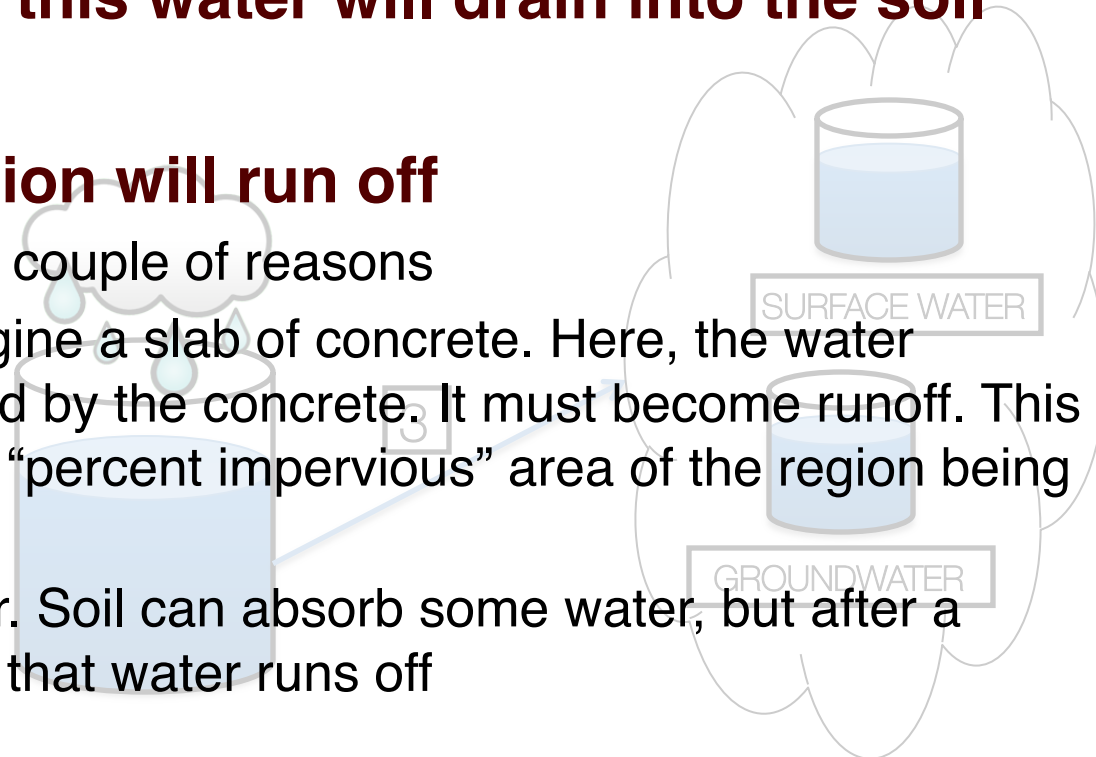 this water will drain into the soil
ion will run off
couple of reasons
SURFACE WATER
gine a slab of concrete. Here, the water
d by the concrete. It must become runoff. This
3
“percent impervious” area of the region being
GROUNDWATER
r. Soil can absorb some water, but after a
that water runs off